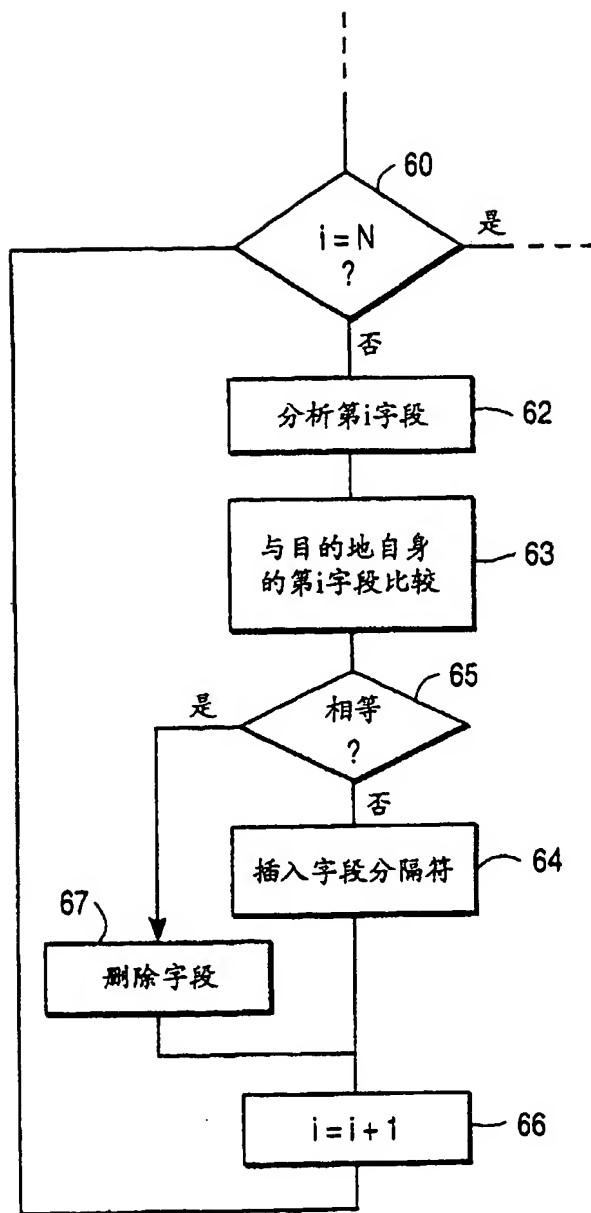 60
i = N
?
是
否
分析第i字段
62
与目的地自身
的第i字段比较
63
65
相等
?
是
否
插入字段分隔符
64
67
删除字段
i = i + 1
66